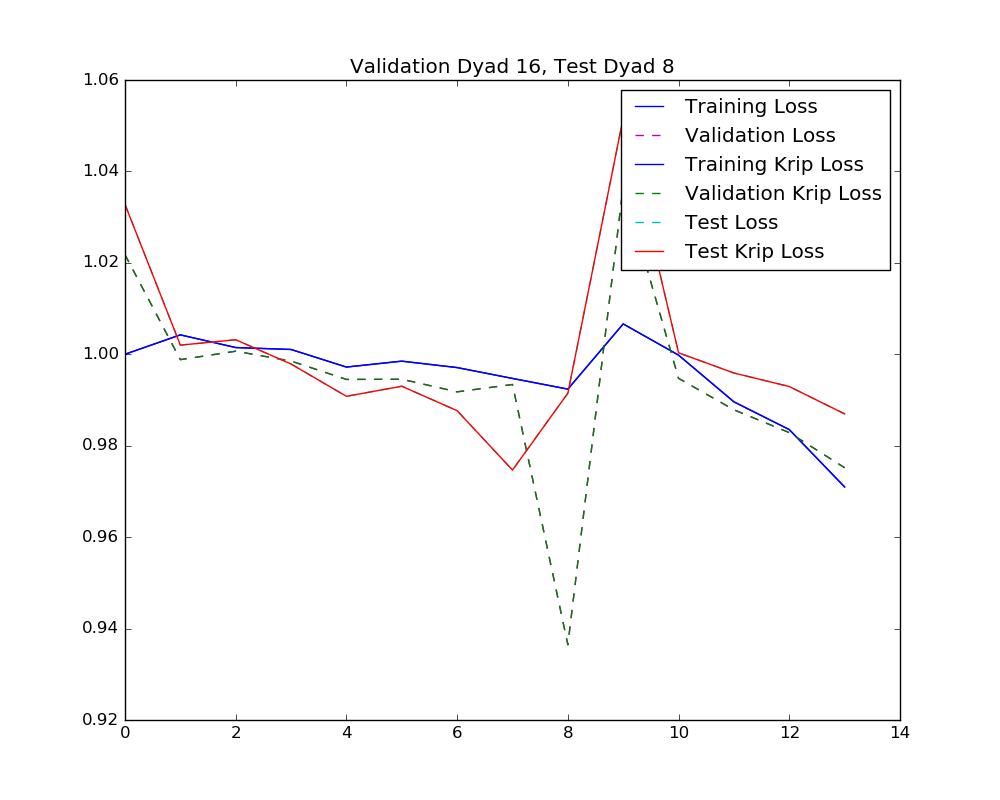 Validation Dyad 16, Test Dyad 8
1.06
1.04
1.02
1.00
0.98
0.96
0.94
0.92
Training Loss
Validation Loss
Training Krip Loss
Validation Krip Loss
Test Loss
Test Krip Loss
0 2 4 6 8 10 12 14